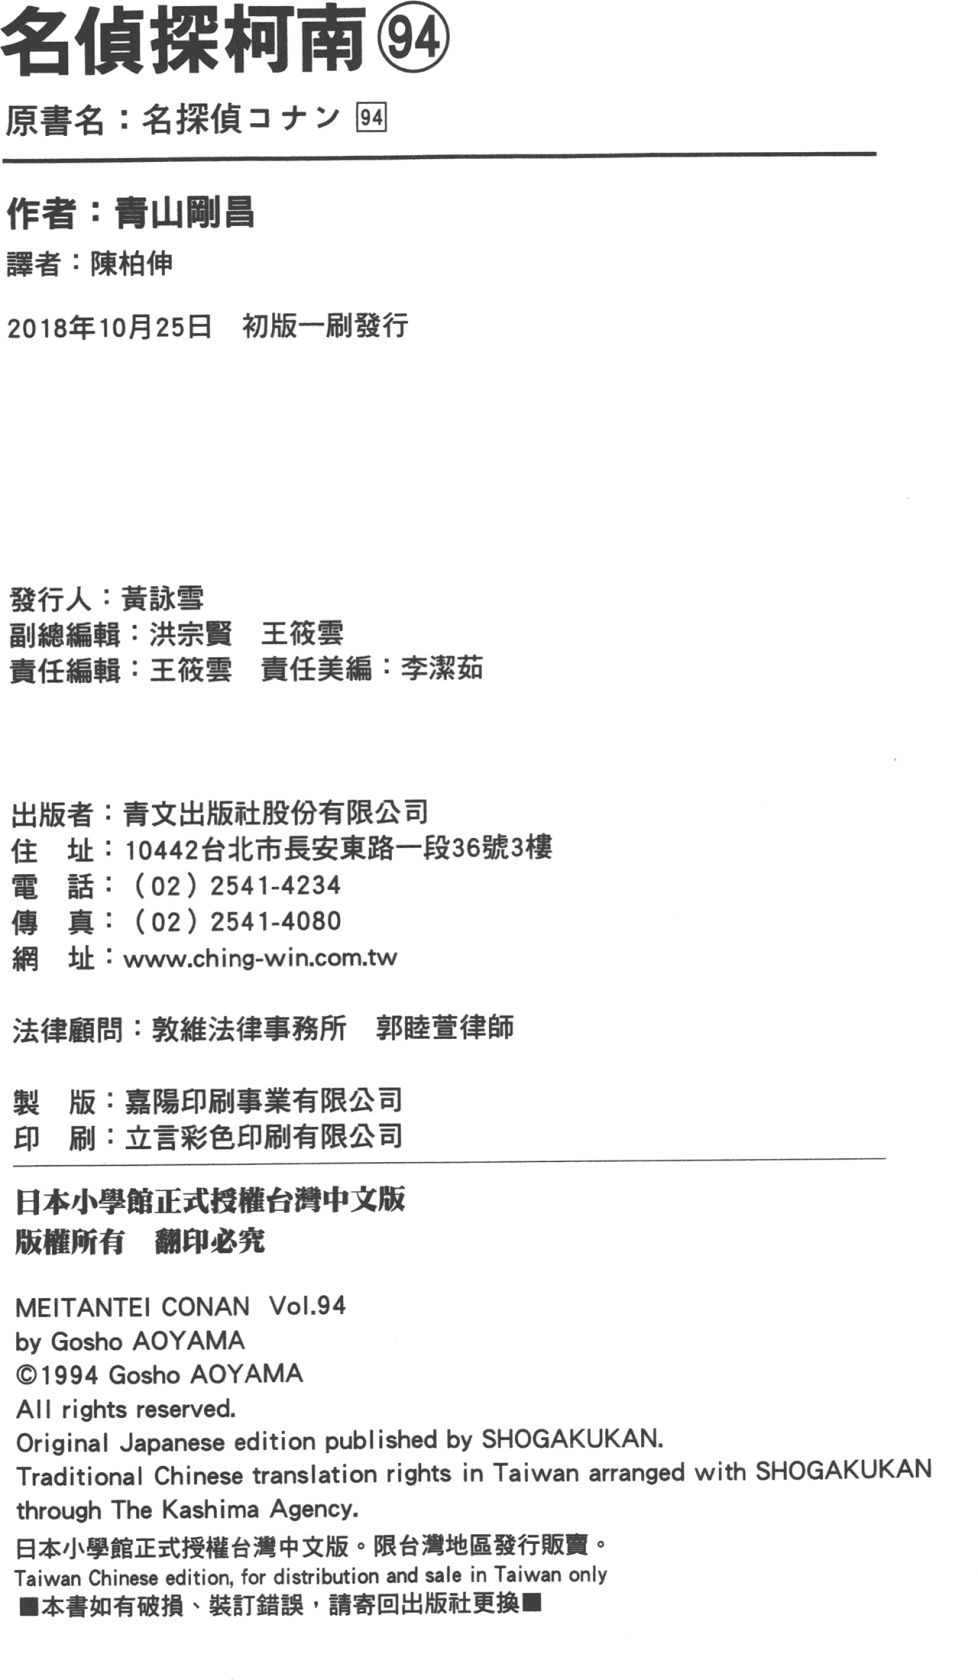 名偵探柯南94
原書名：名探偵コナン 94
作者：青山剛昌
譯者：陳柏伸
2018年10月25日　初版一刷發行
發行人：黃詠雪
副總編輯：洪宗賢　王筱雲
責任編輯：王筱雲　責任美編：李潔茹
出版者：青文出版社股份有限公司
住　址：10442台北市長安東路一段36號3樓
電　話：（02）2541-4234
傳　真：（02）2541-4080
網　址：www.ching-win.com.tw
法律顧問：敦維法律事務所　郭睦萱律師
製　版：嘉陽印刷事業有限公司
印　刷：立言彩色印刷有限公司
日本小學館正式授權台灣中文版
版權所有　翻印必究
MEITANTEI CONAN Vol.94
by Gosho AOYAMA
©1994 Gosho AOYAMA
All rights reserved.
Original Japanese edition published by SHOGAKUKAN.
Traditional Chinese translation rights in Taiwan arranged with SHOGAKUKAN
through The Kashima Agency.
日本小學館正式授權台灣中文版。限台灣地區發行販賣。
Taiwan Chinese edition, for distribution and sale in Taiwan only
■本書如有破損、裝訂錯誤，請寄回出版社更換■